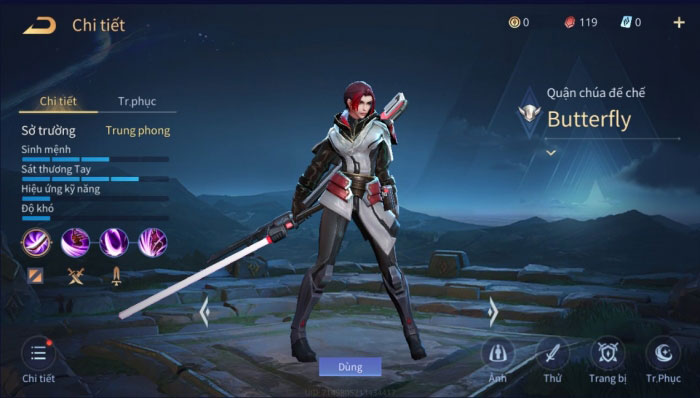 Chi tiết
0
119
0
Chi tiết
Tr.phục
Sở trường
Trung phong
Sinh mệnh
Sát thương Tay
Hiệu ứng kỹ năng
Độ khó
Quận chúa đế chế
Butterfly
Dùng
Chi tiết
Ảnh
Thử
Trang bị
Tr.Phục